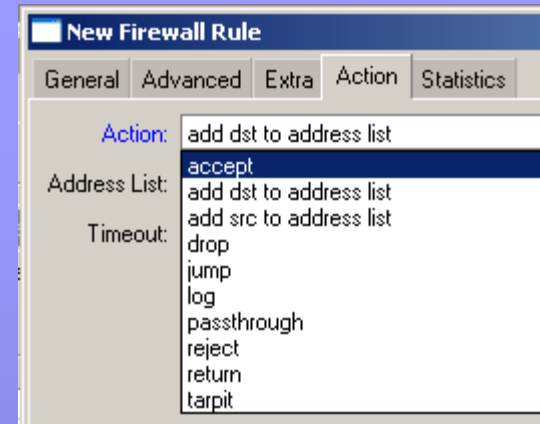 New Firewall Rule
General Advanced Extra Action Statistics
Action: add dst to address list
accept
Address List: add dst to address list
add src to address list
Timeout: drop
jump
log
passthrough
reject
return
tarpit